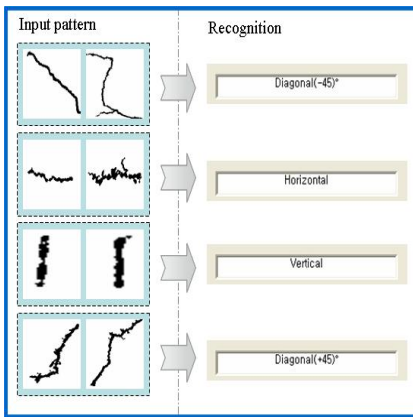 Input pattern
Recognition
Diagonal(-45)°
Horizontal
Vertical
Diagonal(+45)°